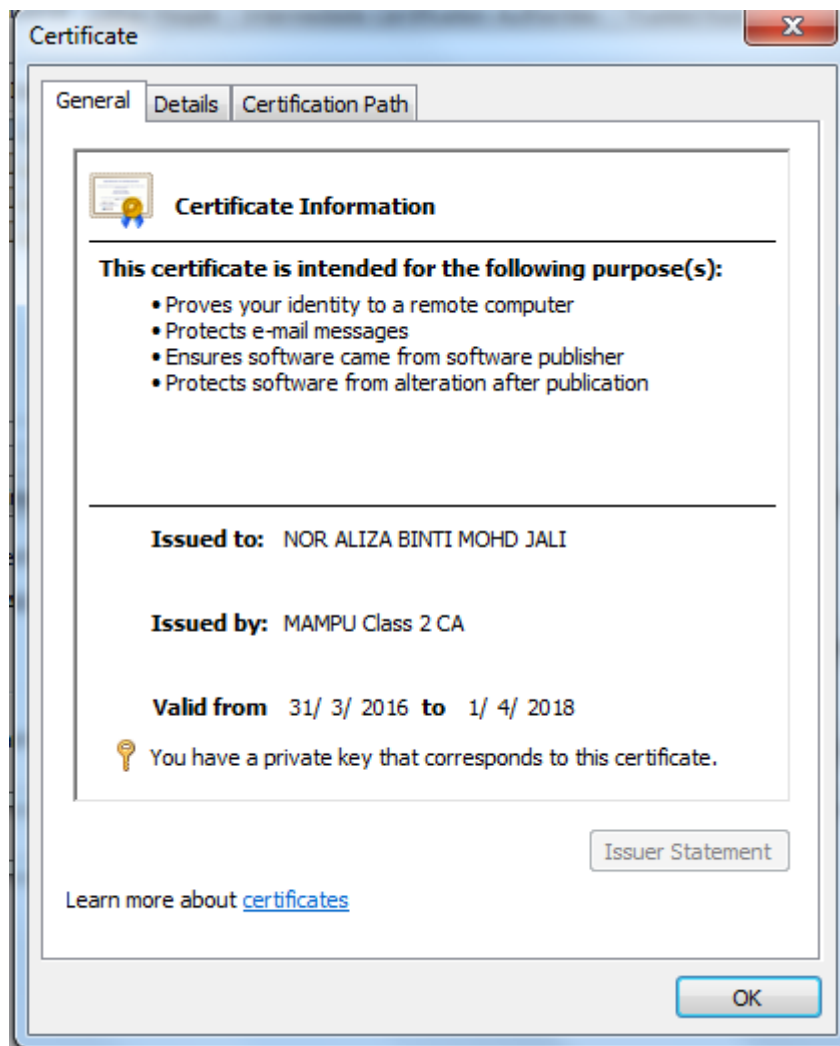 Certificate
General Details Certification Path
Certificate Information
This certificate is intended for the following purpose(s):
• Proves your identity to a remote computer
• Protects e-mail messages
• Ensures software came from software publisher
• Protects software from alteration after publication
Issued to: NOR ALIZA BINTI MOHD JALI
Issued by: MAMPU Class 2 CA
Valid from 31/ 3/ 2016 to 1/ 4/ 2018
You have a private key that corresponds to this certificate.
Issuer Statement
Learn more about certificates
OK